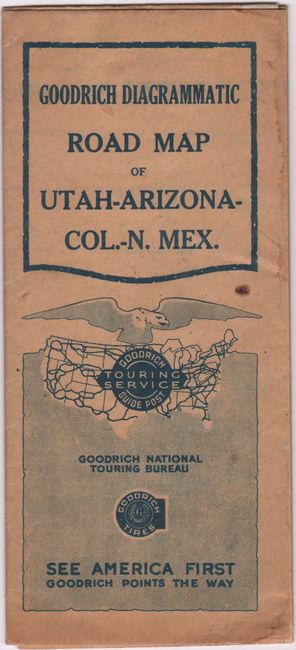 GOODRICH DIAGRAMMATIC
ROAD MAP
OF
UTAH-ARIZONA-
COL.-N. MEX.
GOODRICH
TOURING
SERVICE
GUIDE POST
GOODRICH NATIONAL
TOURING BUREAU
GOODRICH
TIRES
SEE AMERICA FIRST
GOODRICH POINTS THE WAY